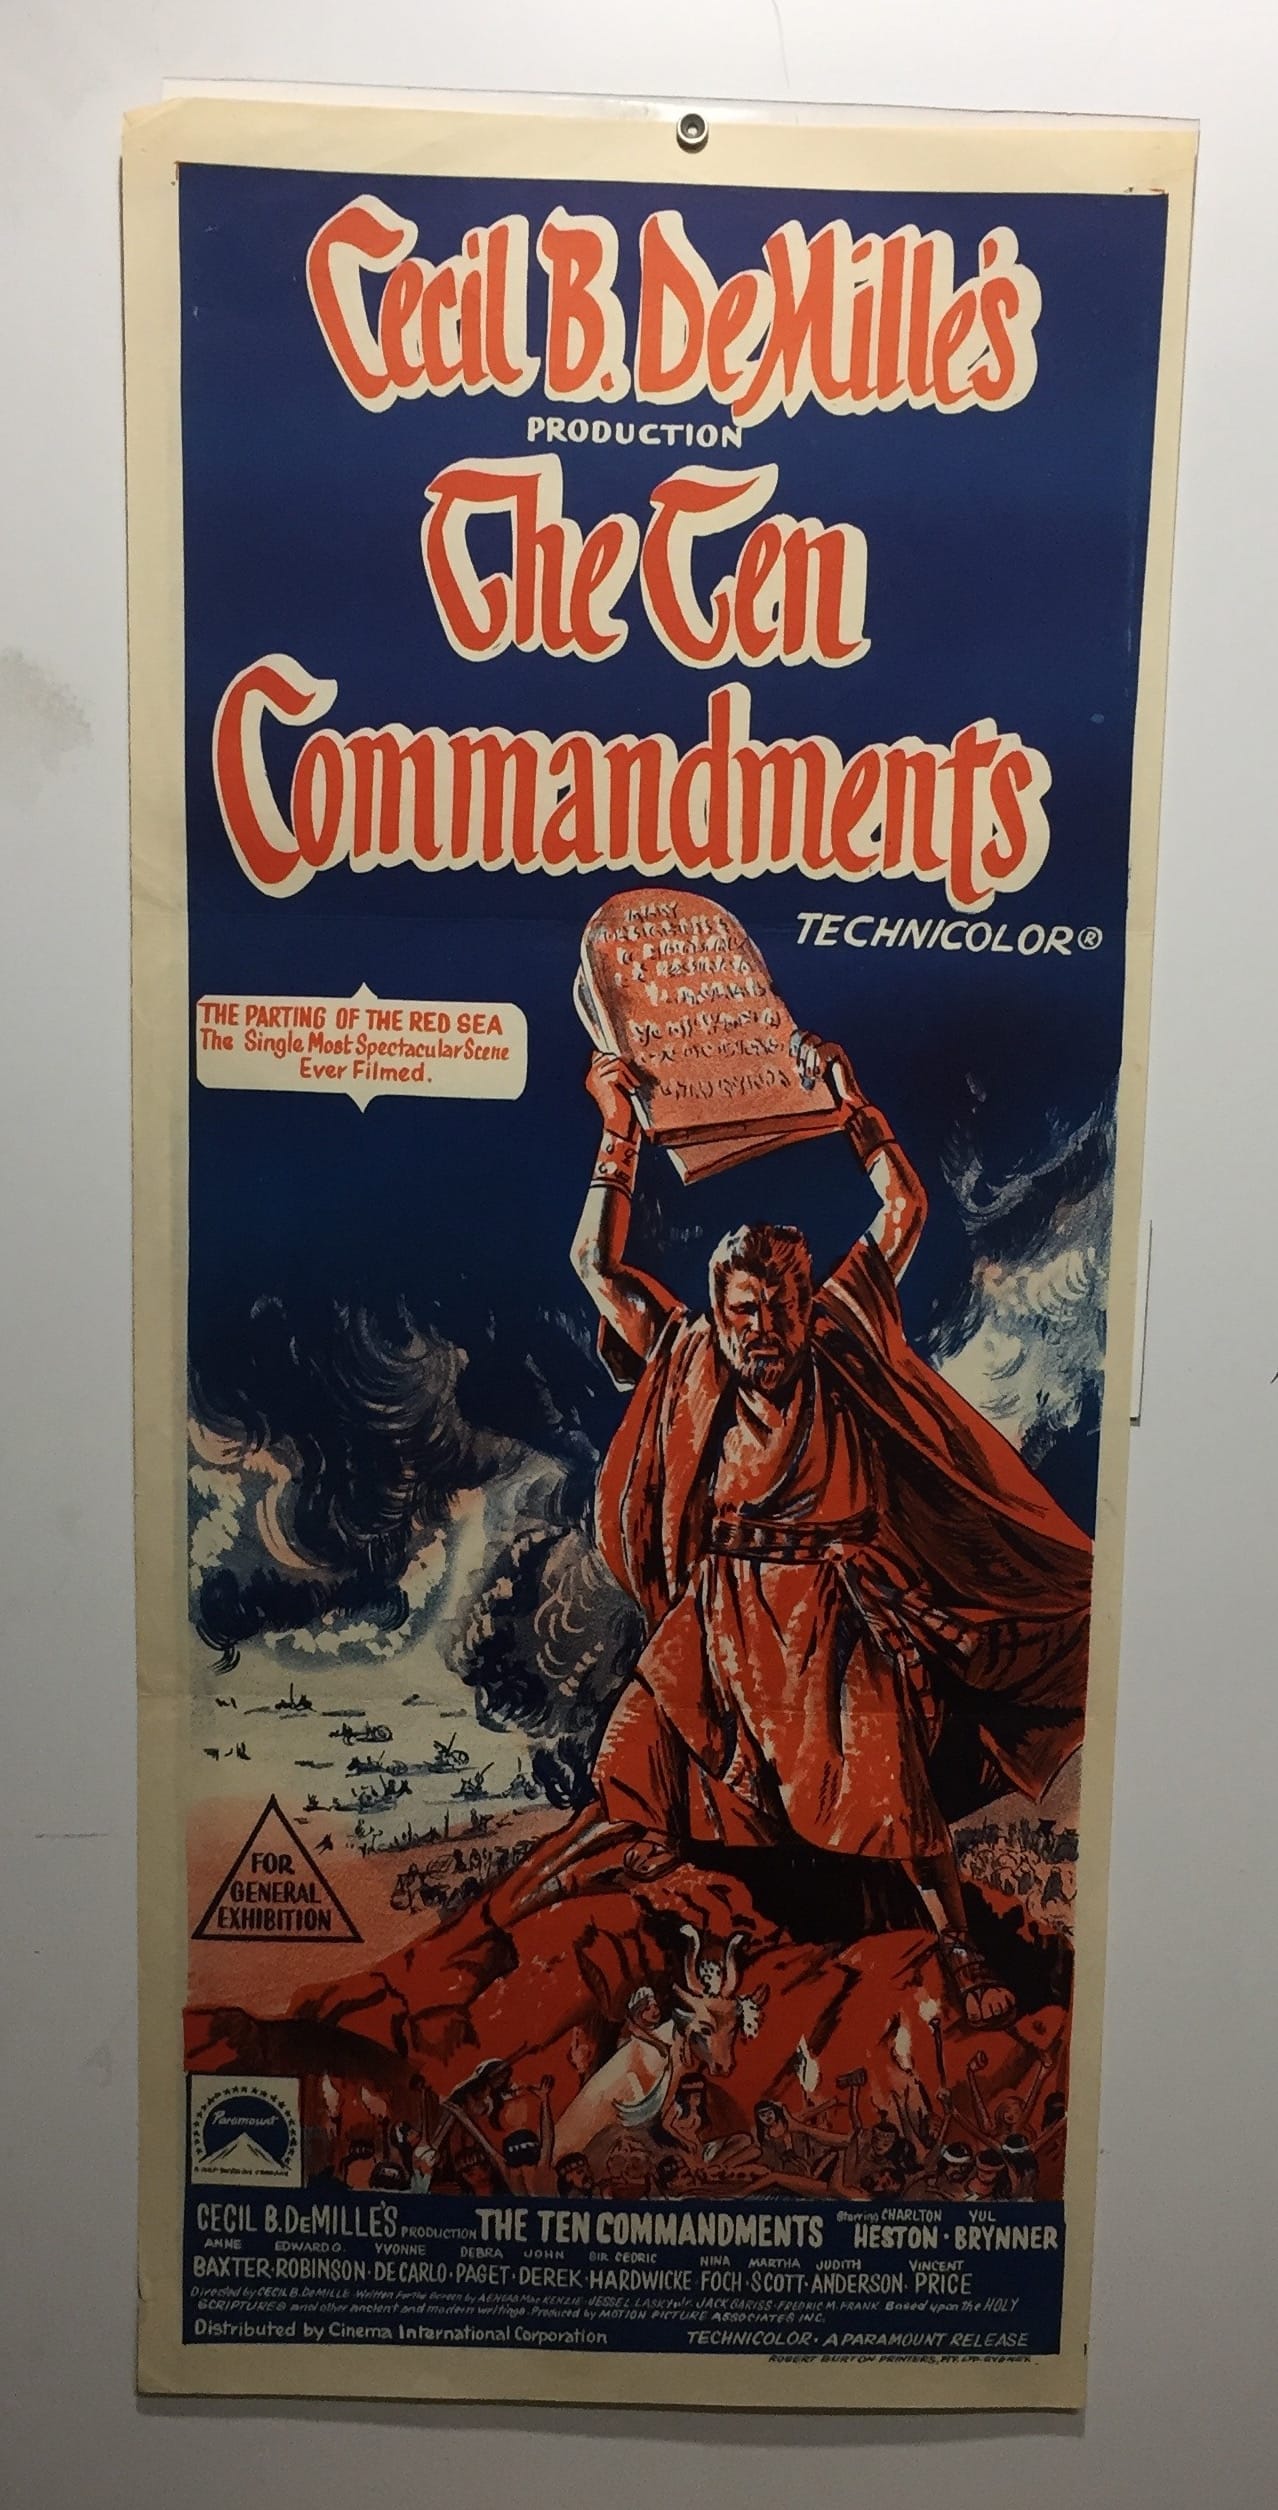 Cecil B. DeMille's
PRODUCTION
The Ten
Commandments
TECHNICOLOR®
THE PARTING OF THE RED SEA
The Single Most Spectacular Scene
Ever Filmed.
FOR
GENERAL
EXHIBITION
Paramount
CECIL B. DeMILLE'S PRODUCTION THE TEN COMMANDMENTS Starring CHARLTON HESTON · YUL BRYNNER
ANNE BAXTER · EDWARD G. ROBINSON · YVONNE DE CARLO · DEBRA PAGET · JOHN DEREK · SIR CEDRIC HARDWICKE · NINA FOCH · MARTHA SCOTT · JUDITH ANDERSON · VINCENT PRICE
Directed by CECIL B. DeMILLE Written For the Screen by AENEAS MacKENZIE · JESSE L. LASKY Jr. JACK GARISS · FREDRIC M. FRANK Based upon the HOLY
SCRIPTURES and other ancient and modern writings. Produced by MOTION PICTURE ASSOCIATES INC.
Distributed by Cinema International Corporation TECHNICOLOR · A PARAMOUNT RELEASE
ROBERT BURTON PRINTERS, PTY. LTD. SYDNEY.